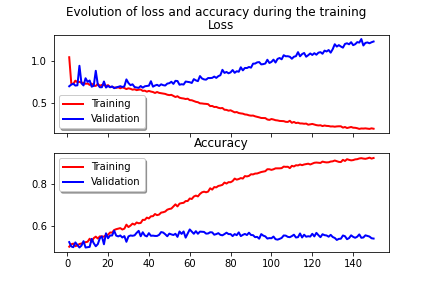 Evolution of loss and accuracy during the training
Loss
1.0
0.5
Training
Validation
Accuracy
0.8
0.6
Training
Validation
0 20 40 60 80 100 120 140